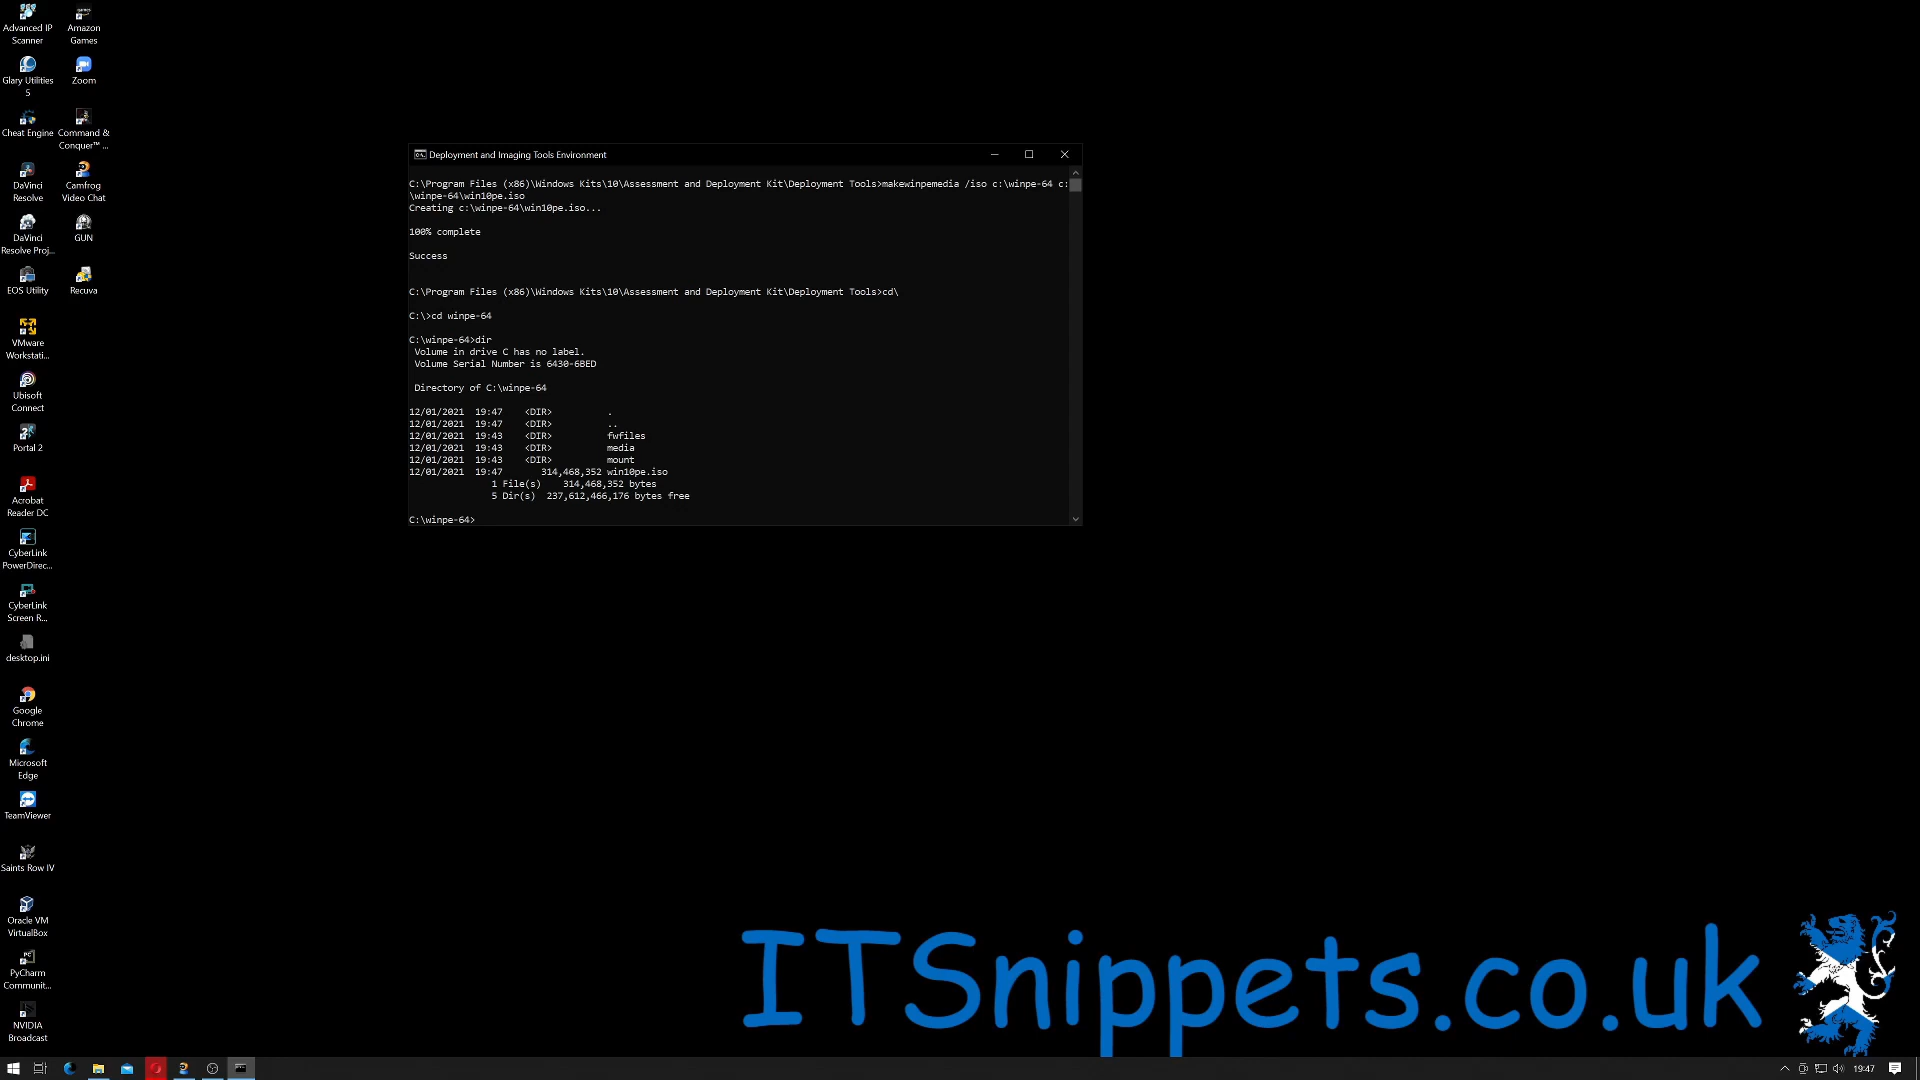 Advanced IP
Scanner
Amazon
Games
Glary Utilities
5
Zoom
Cheat Engine
Command &
Conquer™ ...
DaVinci
Resolve
Camfrog
Video Chat
DaVinci
Resolve Proj...
GUN
EOS Utility
Recuva
VMware
Workstati...
Ubisoft
Connect
Portal 2
Acrobat
Reader DC
CyberLink
PowerDirec...
CyberLink
Screen R...
desktop.ini
Google
Chrome
Microsoft
Edge
TeamViewer
Saints Row IV
Oracle VM
VirtualBox
PyCharm
Communit...
NVIDIA
Broadcast
Deployment and Imaging Tools Environment
C:\Program Files (x86)\Windows Kits\10\Assessment and Deployment Kit\Deployment Tools>makewinpemedia /iso c:\winpe-64 c:
\winpe-64\win10pe.iso
Creating c:\winpe-64\win10pe.iso...
100% complete
Success
C:\Program Files (x86)\Windows Kits\10\Assessment and Deployment Kit\Deployment Tools>cd\
C:\>cd winpe-64
C:\winpe-64>dir
Volume in drive C has no label.
Volume Serial Number is 6430-6BED
Directory of C:\winpe-64
12/01/2021  19:47    <DIR>          .
12/01/2021  19:47    <DIR>          ..
12/01/2021  19:43    <DIR>          fwfiles
12/01/2021  19:43    <DIR>          media
12/01/2021  19:43    <DIR>          mount
12/01/2021  19:47       314,468,352 win10pe.iso
1 File(s)    314,468,352 bytes
5 Dir(s)  237,612,466,176 bytes free
C:\winpe-64>
ITSnippets.co.uk
19:47